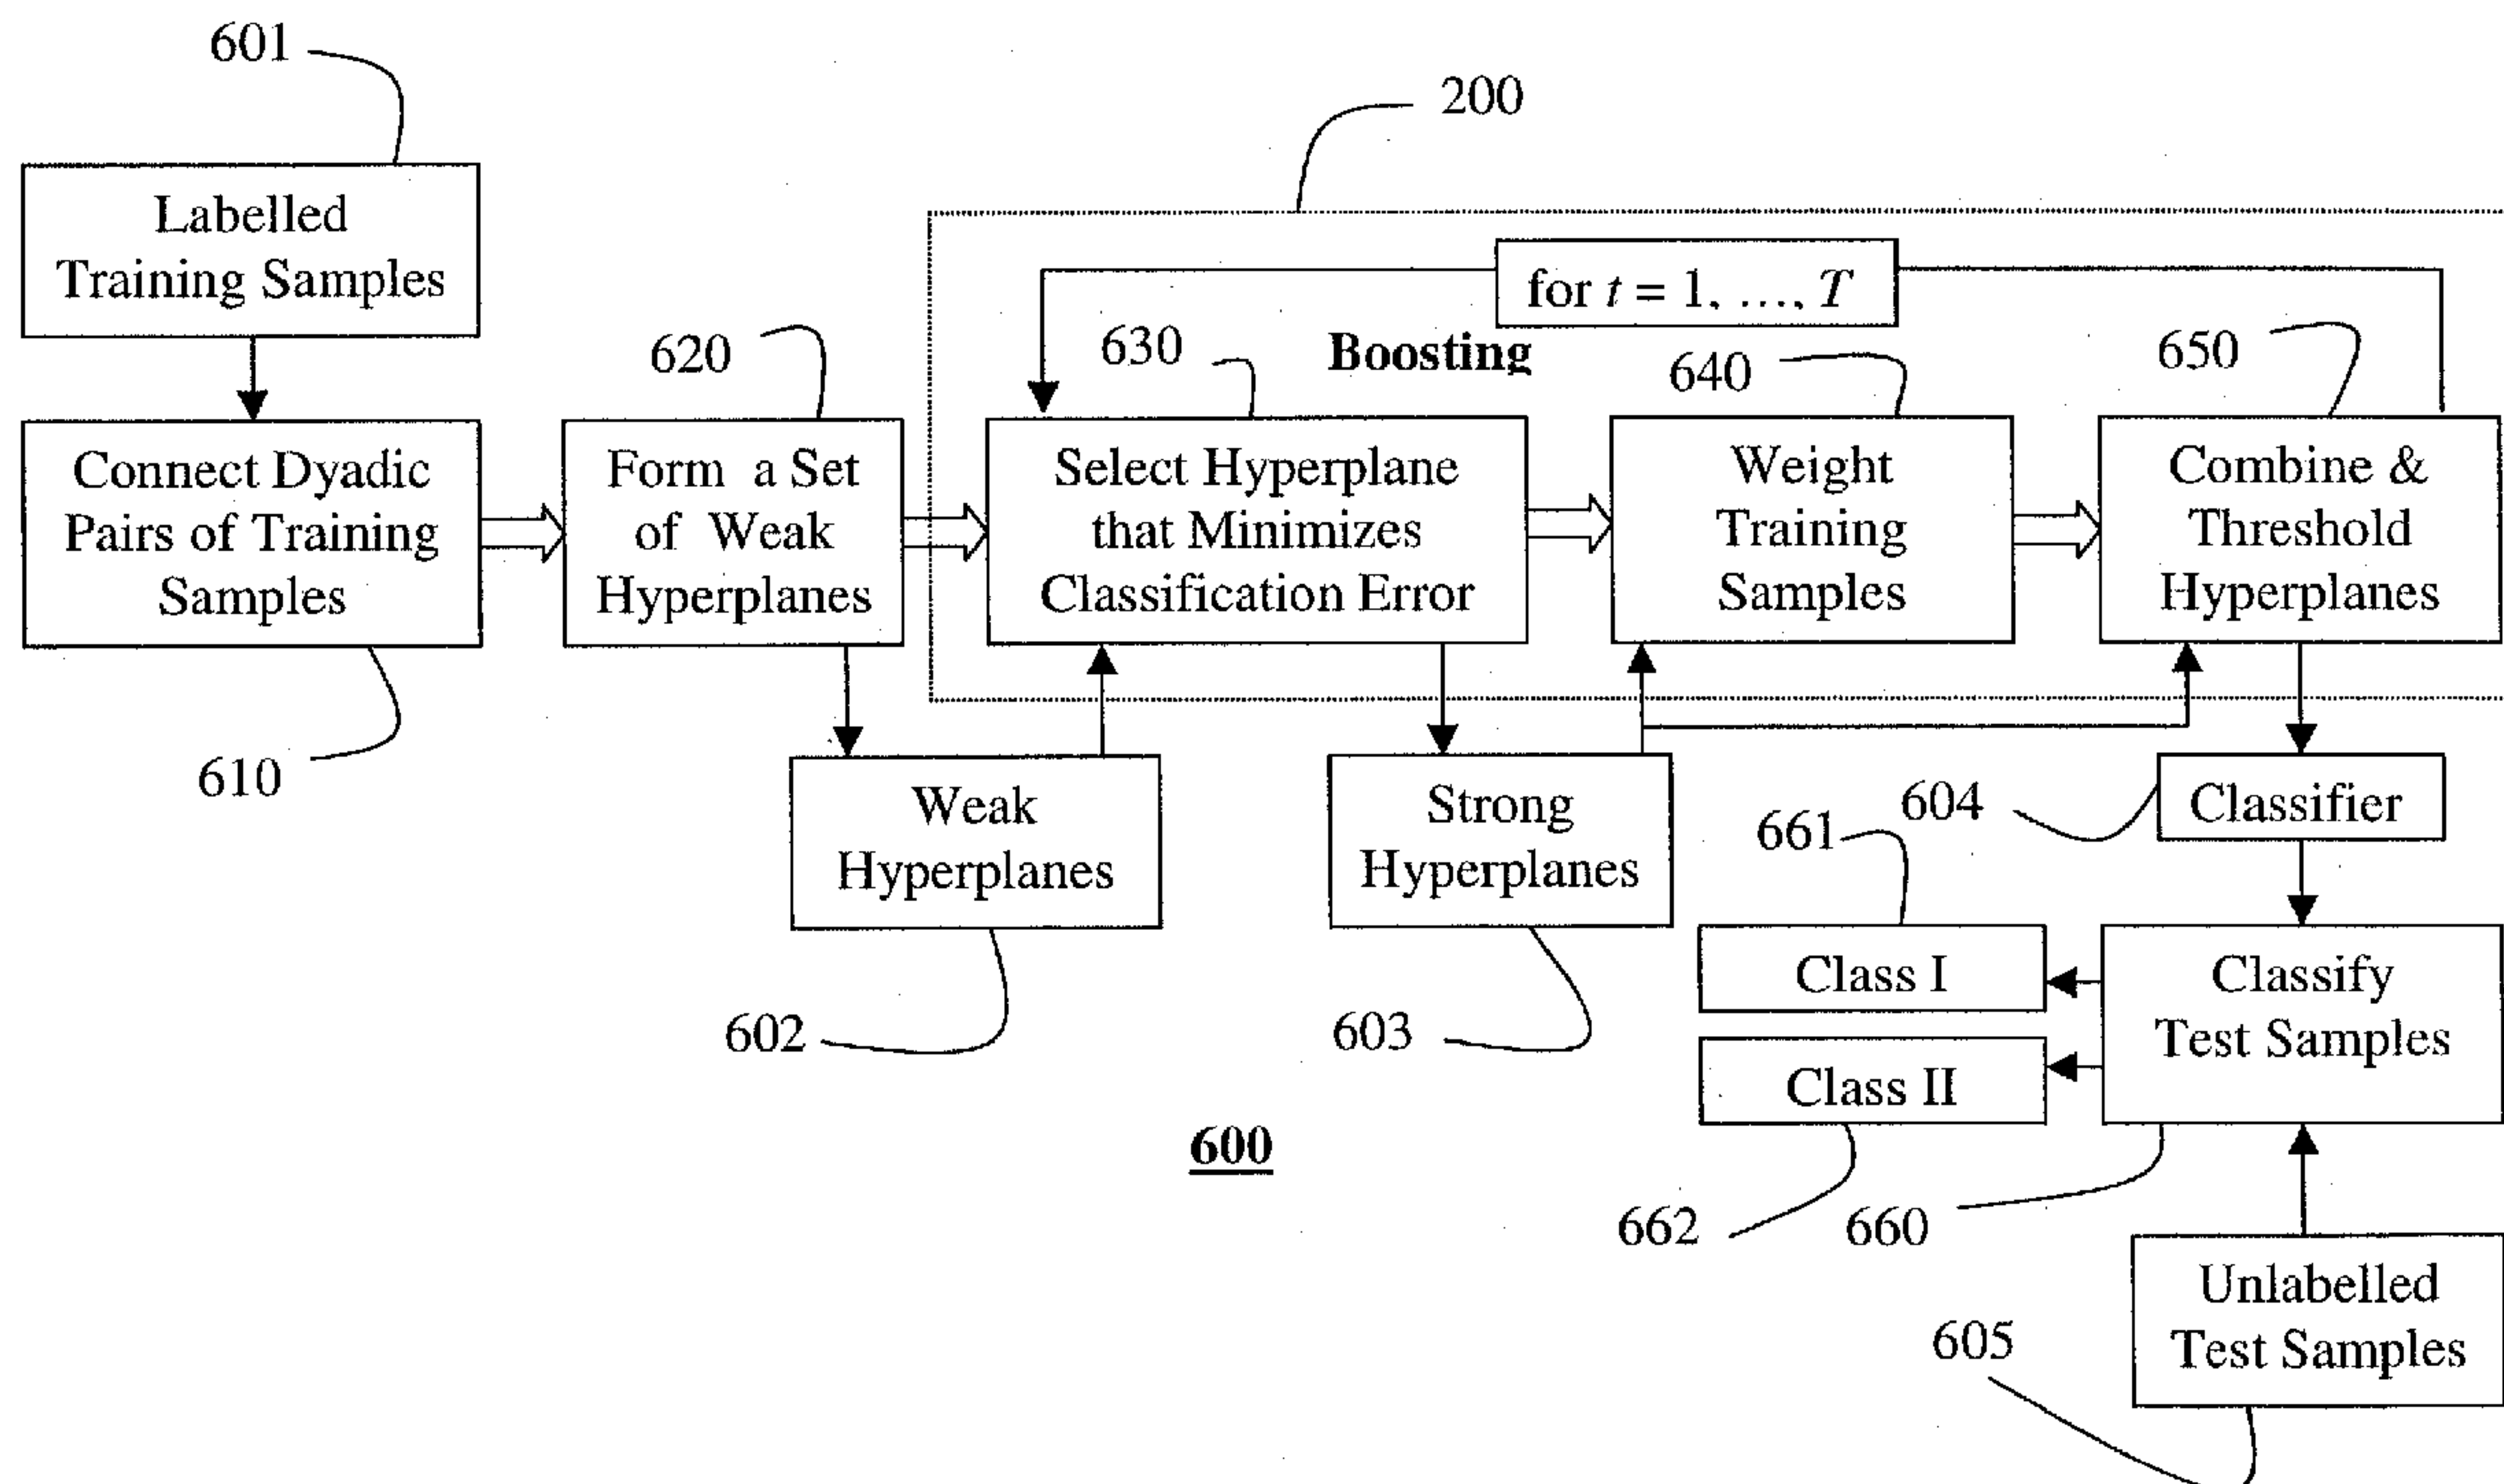 601
200
Labelled
Training Samples
for t = 1, …, T
Boosting
620
630
640
650
Connect Dyadic
Pairs of Training
Samples
Form a Set
of Weak
Hyperplanes
Select Hyperplane
that Minimizes
Classification Error
Weight
Training
Samples
Combine &
Threshold
Hyperplanes
610
Weak
Hyperplanes
Strong
Hyperplanes
604
Classifier
661
602
603
Class I
Class II
Classify
Test Samples
600
662
660
605
Unlabelled
Test Samples